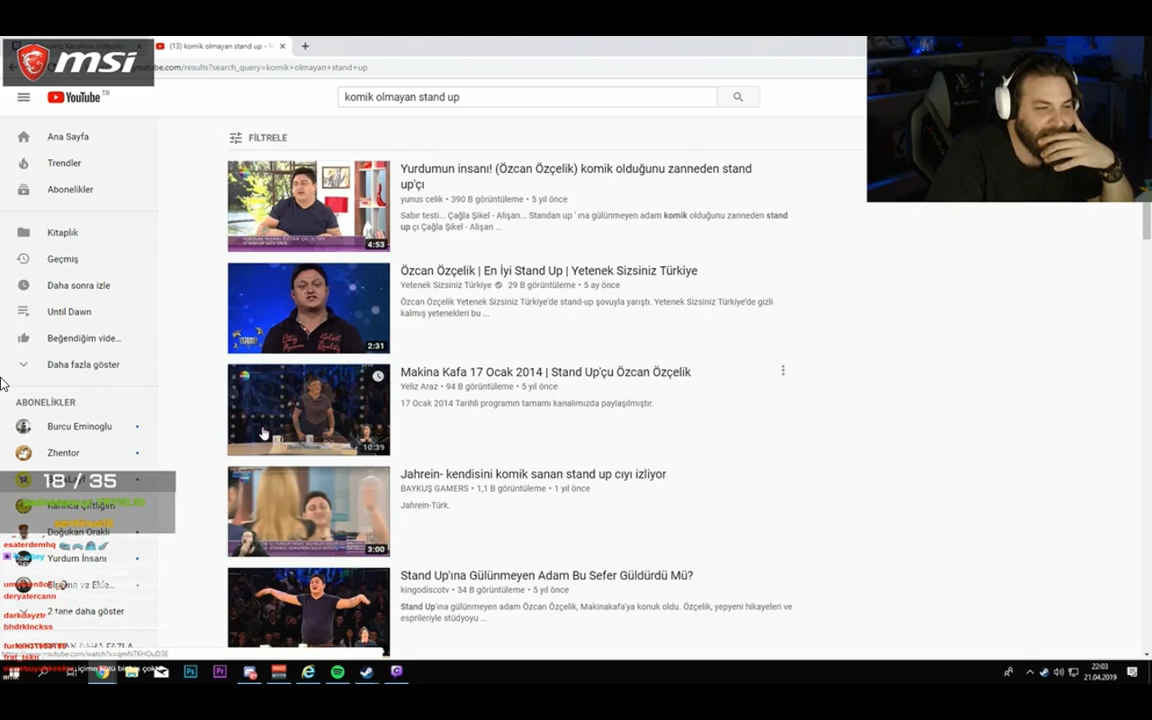 msi
(13) komik olmayan stand up -
youtube.com/results?search_query=komik+olmayan+stand+up
YouTube TR
komik olmayan stand up
Ana Sayfa
Trendler
Abonelikler
Kitaplık
Geçmiş
Daha sonra izle
Until Dawn
Beğendiğim vide...
Daha fazla göster
ABONELİKLER
Burcu Eminoglu
Zhentor
18 / 35
Karınca Çiftliğim
Doğukan Oraklı
esaterdemhq
Yurdum İnsanı
deryatercann
2 tane daha göster
darkdayztr
bhdrklnckss
FİLTRELE
Yurdumun insanı! (Özcan Özçelik) komik olduğunu zanneden stand
up'çı
yunus celik • 390 B görüntüleme • 5 yıl önce
Sabır testi... Çağla Şikel - Alişan... Standan up ' ına gülünmeyen adam komik olduğunu zanneden stand
up çı Çağla Şikel - Alişan ...
4:53
Özcan Özçelik | En İyi Stand Up | Yetenek Sizsiniz Türkiye
Yetenek Sizsiniz Türkiye 29 B görüntüleme • 5 ay önce
Özcan Özçelik Yetenek Sizsiniz Türkiye'de stand-up şovuyla yarıştı. Yetenek Sizsiniz Türkiye'de gizli
kalmış yetenekleri bu ...
2:31
Makina Kafa 17 Ocak 2014 | Stand Up'çu Özcan Özçelik
Yeliz Araz • 94 B görüntüleme • 5 yıl önce
17 Ocak 2014 Tarihli programın tamamı kanalımızda paylaşılmıştır.
10:39
Jahrein- kendisini komik sanan stand up cıyı izliyor
BAYKUŞ GAMERS • 1,1 B görüntüleme • 1 yıl önce
Jahrein-Türk.
3:00
Stand Up'ına Gülünmeyen Adam Bu Sefer Güldürdü Mü?
kingodiscotv • 34 B görüntüleme • 5 yıl önce
Stand Up'ına gülünmeyen adam Özcan Özçelik, Makinakafa'ya konuk oldu. Özçelik, yepyeni hikayeleri ve
esprileriyle stüdyoyu ...
22:03
21.04.2019